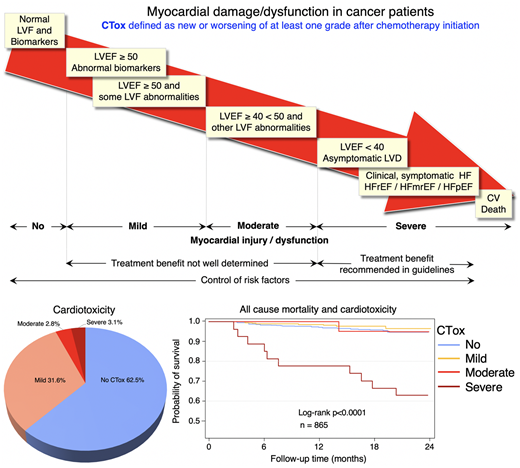 Myocardial damage/dysfunction in cancer patients
CTox defined as new or worsening of at least one grade after chemotherapy initiation
Normal
LVF and
Biomarkers
LVEF ≥ 50
Abnormal biomarkers
LVEF ≥ 50 and
some LVF abnormalities
LVEF ≥ 40 < 50 and
other LVF abnormalities
LVEF < 40
Asymptomatic LVD
Clinical, symptomatic HF
HFrEF / HFmrEF / HFpEF
CV
Death
No
Mild
Moderate
Severe
Myocardial injury / dysfunction
Treatment benefit not well determined
Treatment benefit
recommended in guidelines
Control of risk factors
Cardiotoxicity
Moderate 2.8%
Severe 3.1%
Mild 31.6%
No CTox 62.5%
All cause mortality and cardiotoxicity
Probability of survival
1.0
0.9
0.8
0.7
0.6
0.5
Log-rank p<0.0001
n = 865
0
6
12
18
24
Follow-up time (months)
CTox
No
Mild
Moderate
Severe